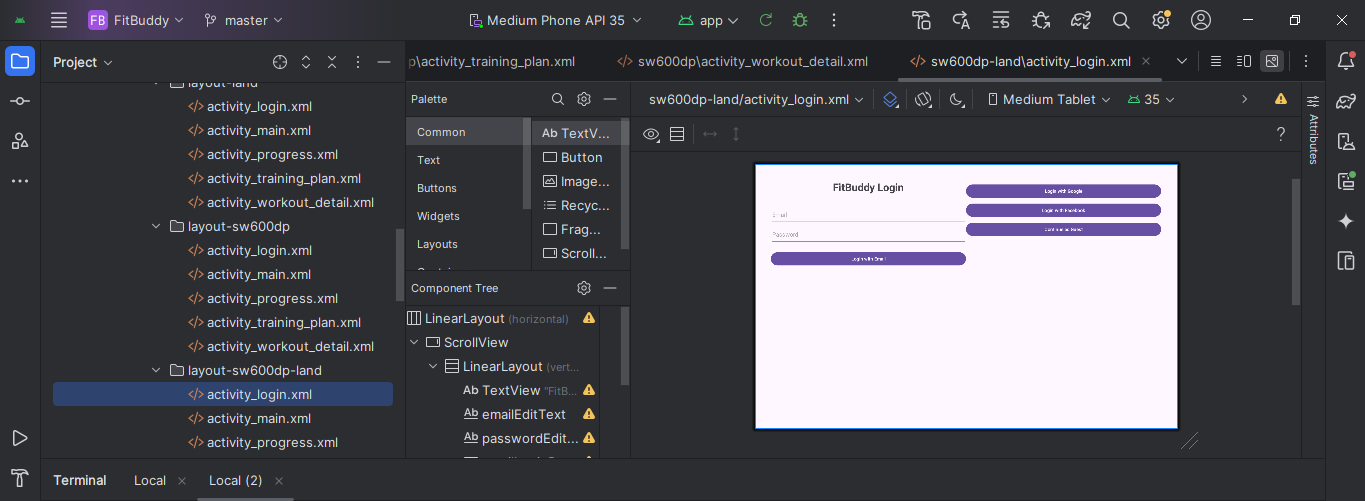 FB FitBuddy master Medium Phone API 35 app
Project
p\activity_training_plan.xml sw600dp\activity_workout_detail.xml sw600dp-land\activity_login.xml
layout-land
activity_login.xml
activity_main.xml
activity_progress.xml
activity_training_plan.xml
activity_workout_detail.xml
layout-sw600dp
activity_login.xml
activity_main.xml
activity_progress.xml
activity_training_plan.xml
activity_workout_detail.xml
layout-sw600dp-land
activity_login.xml
activity_main.xml
activity_progress.xml
Palette
Common
Text
Buttons
Widgets
Layouts
Ab TextV...
Button
Image...
Recyc...
Frag...
Scroll...
Component Tree
LinearLayout (horizontal)
ScrollView
LinearLayout (vert...
Ab TextView "FitB...
Ab emailEditText
Ab passwordEdit...
sw600dp-land/activity_login.xml Medium Tablet 35
?
FitBuddy Login
Email
Password
Login with Email
Login with Google
Login with Facebook
Continue as Guest
Attributes
Terminal Local Local (2)